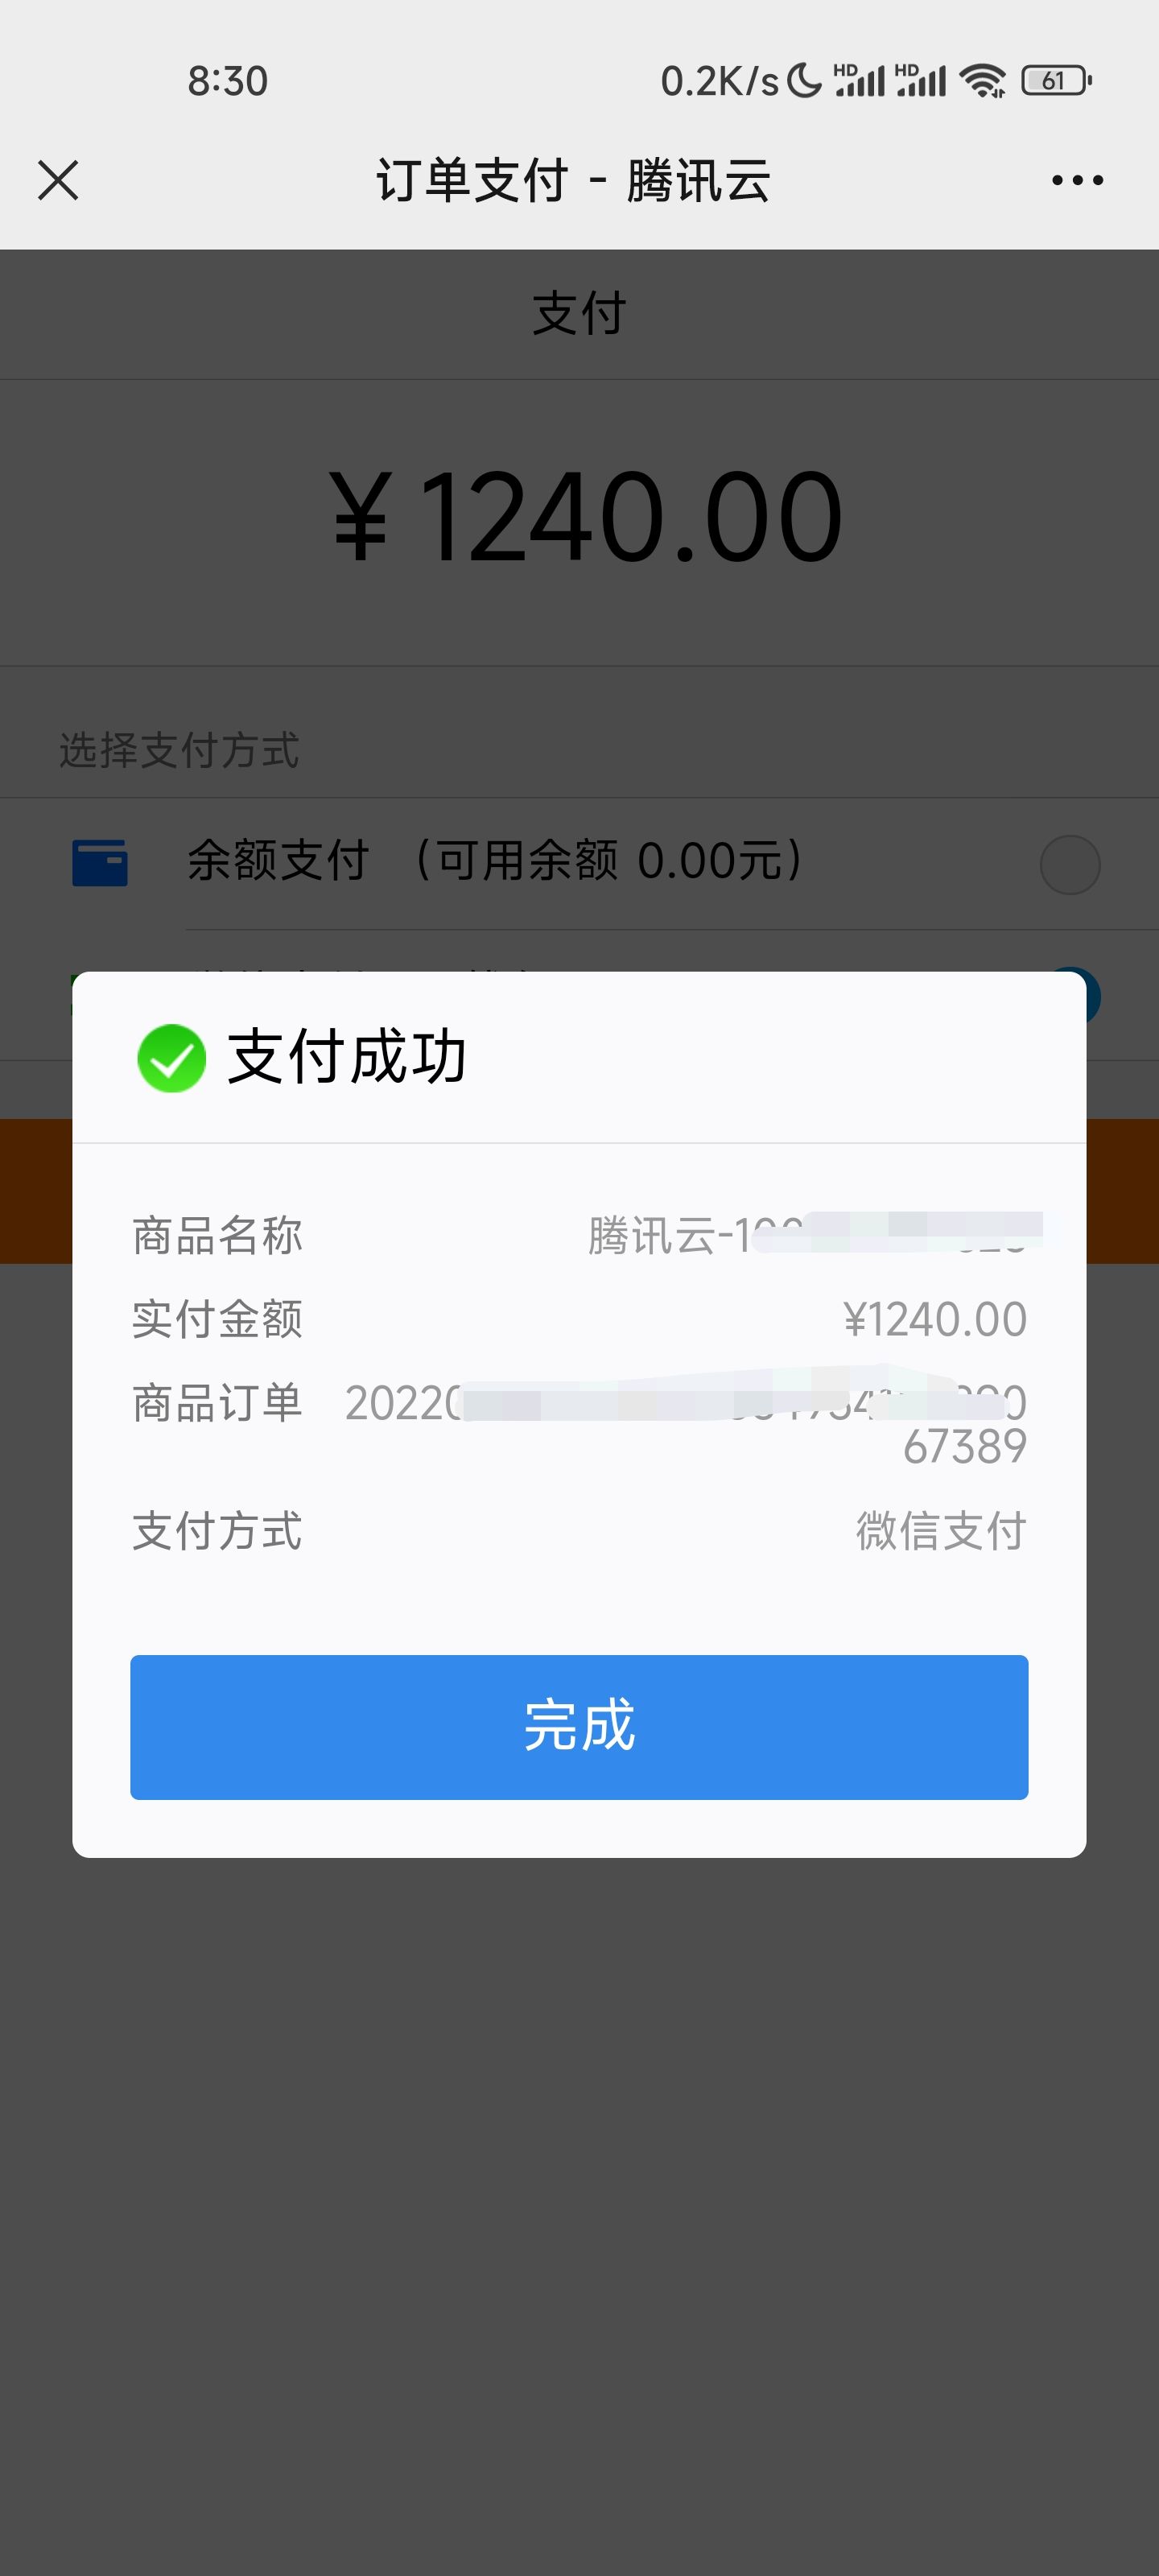 8:30
0.2K/s HD HD 61
订单支付 - 腾讯云
支付
¥ 1240.00
选择支付方式
余额支付 （可用余额 0.00元）
支付成功
商品名称 腾讯云-1
实付金额 ¥1240.00
商品订单 2022
67389
支付方式 微信支付
完成